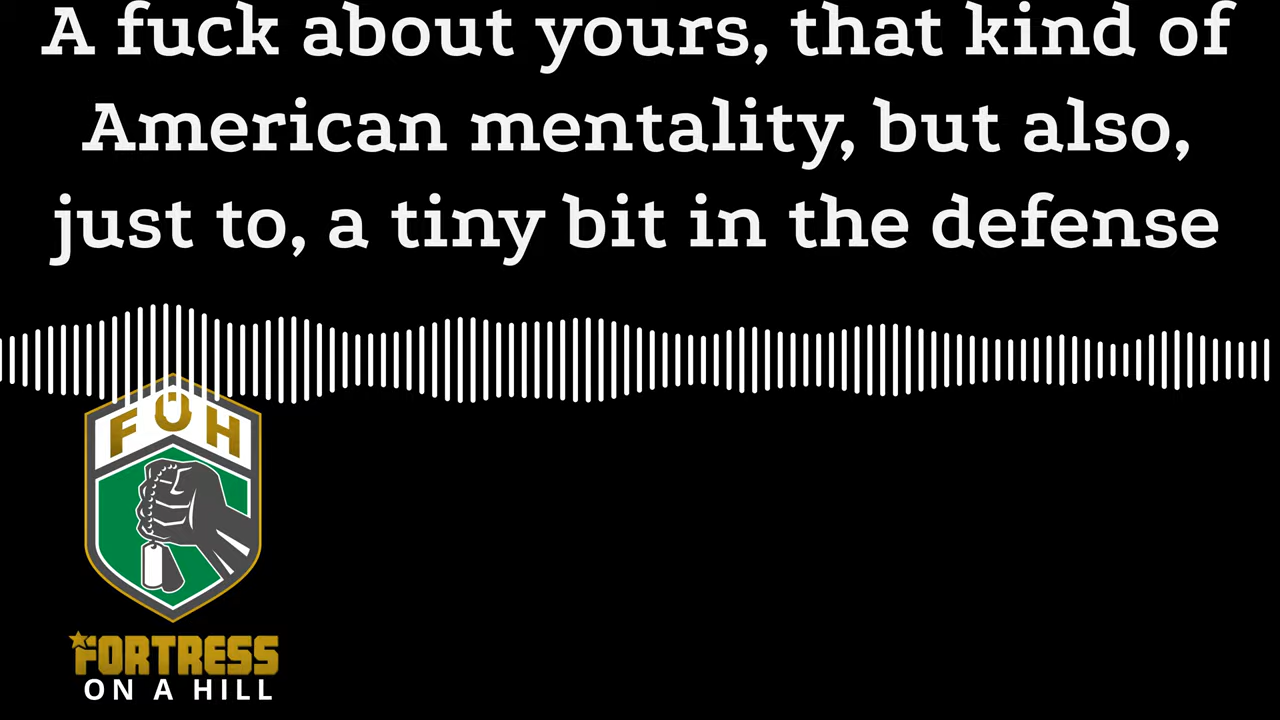 A fuck about yours, that kind of
American mentality, but also,
just to, a tiny bit in the defense
FOH
FORTRESS
ON A HILL